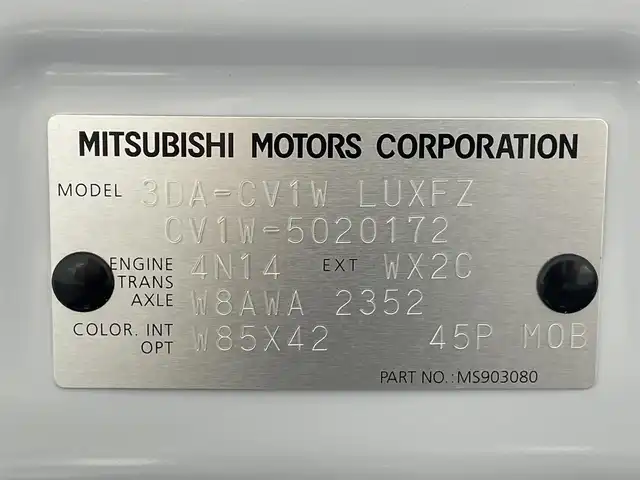 MITSUBISHI MOTORS CORPORATION
MODEL 3DA-CV1W LUXFZ
CV1W-5020172
ENGINE 4N14 EXT WX2C
TRANS
AXLE W8AWA 2352
COLOR. INT W85X42 45P MOB
OPT
PART NO.:MS903080